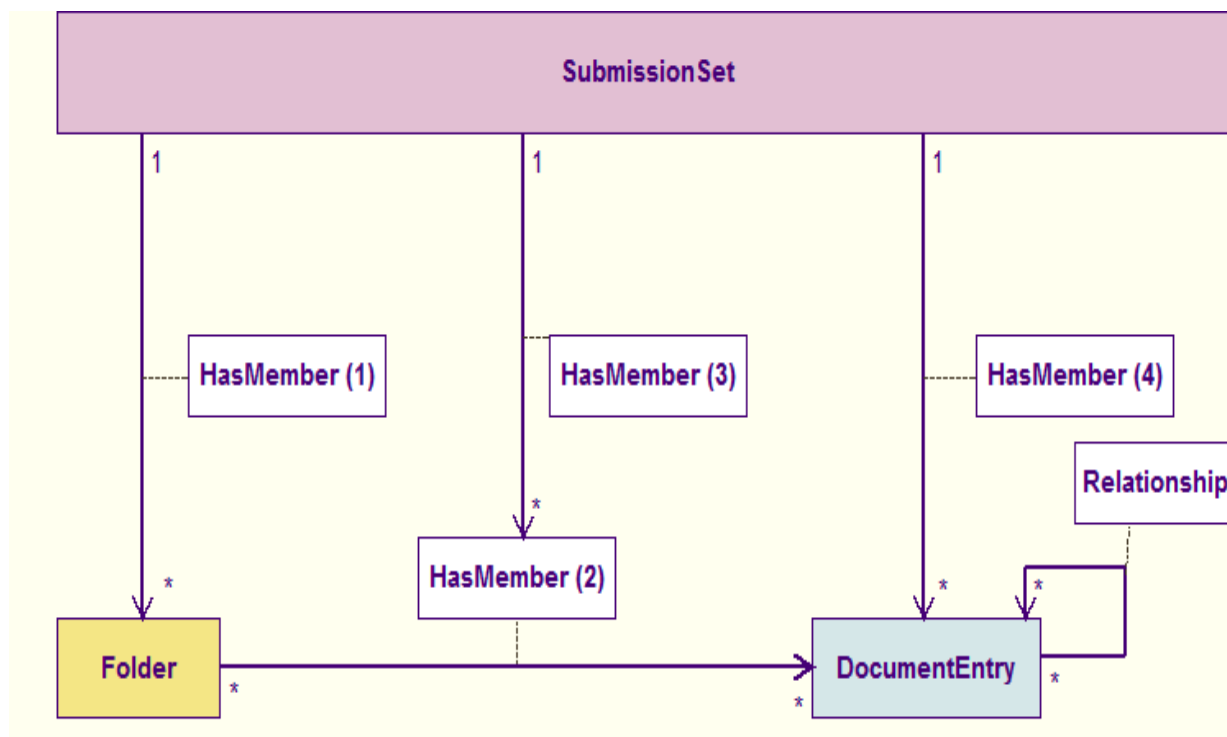 SubmissionSet
1
1
1
HasMember (1)
HasMember (3)
HasMember (4)
Relationship
*
HasMember (2)
*
*
*
Folder
DocumentEntry
*
*
*